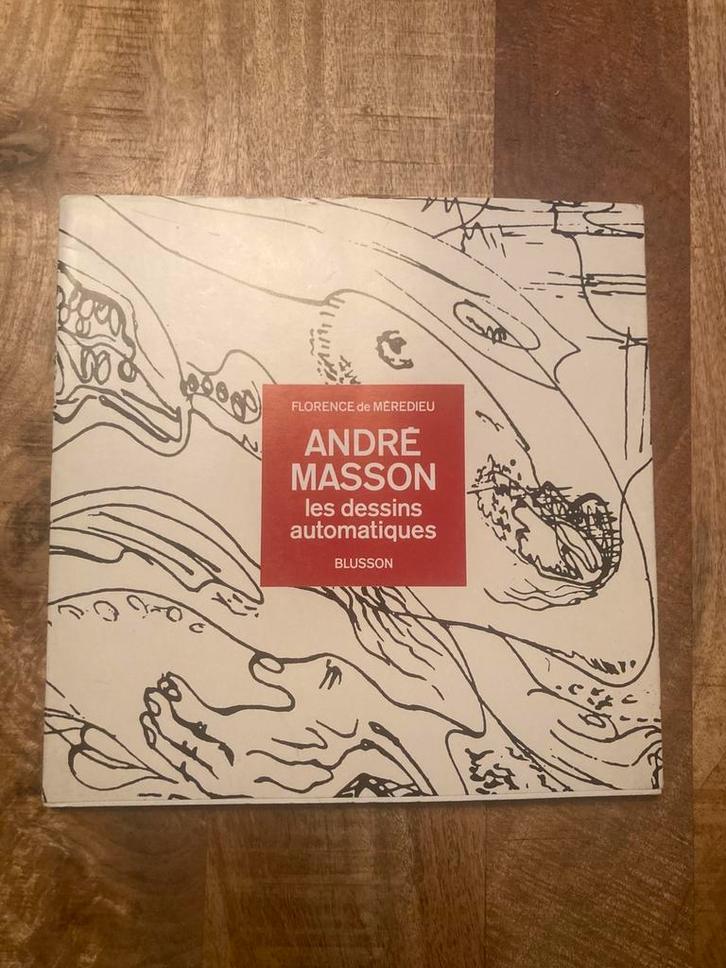 FLORENCE de MÉREDIEU
ANDRÉ
MASSON
les dessins
automatiques
BLUSSON